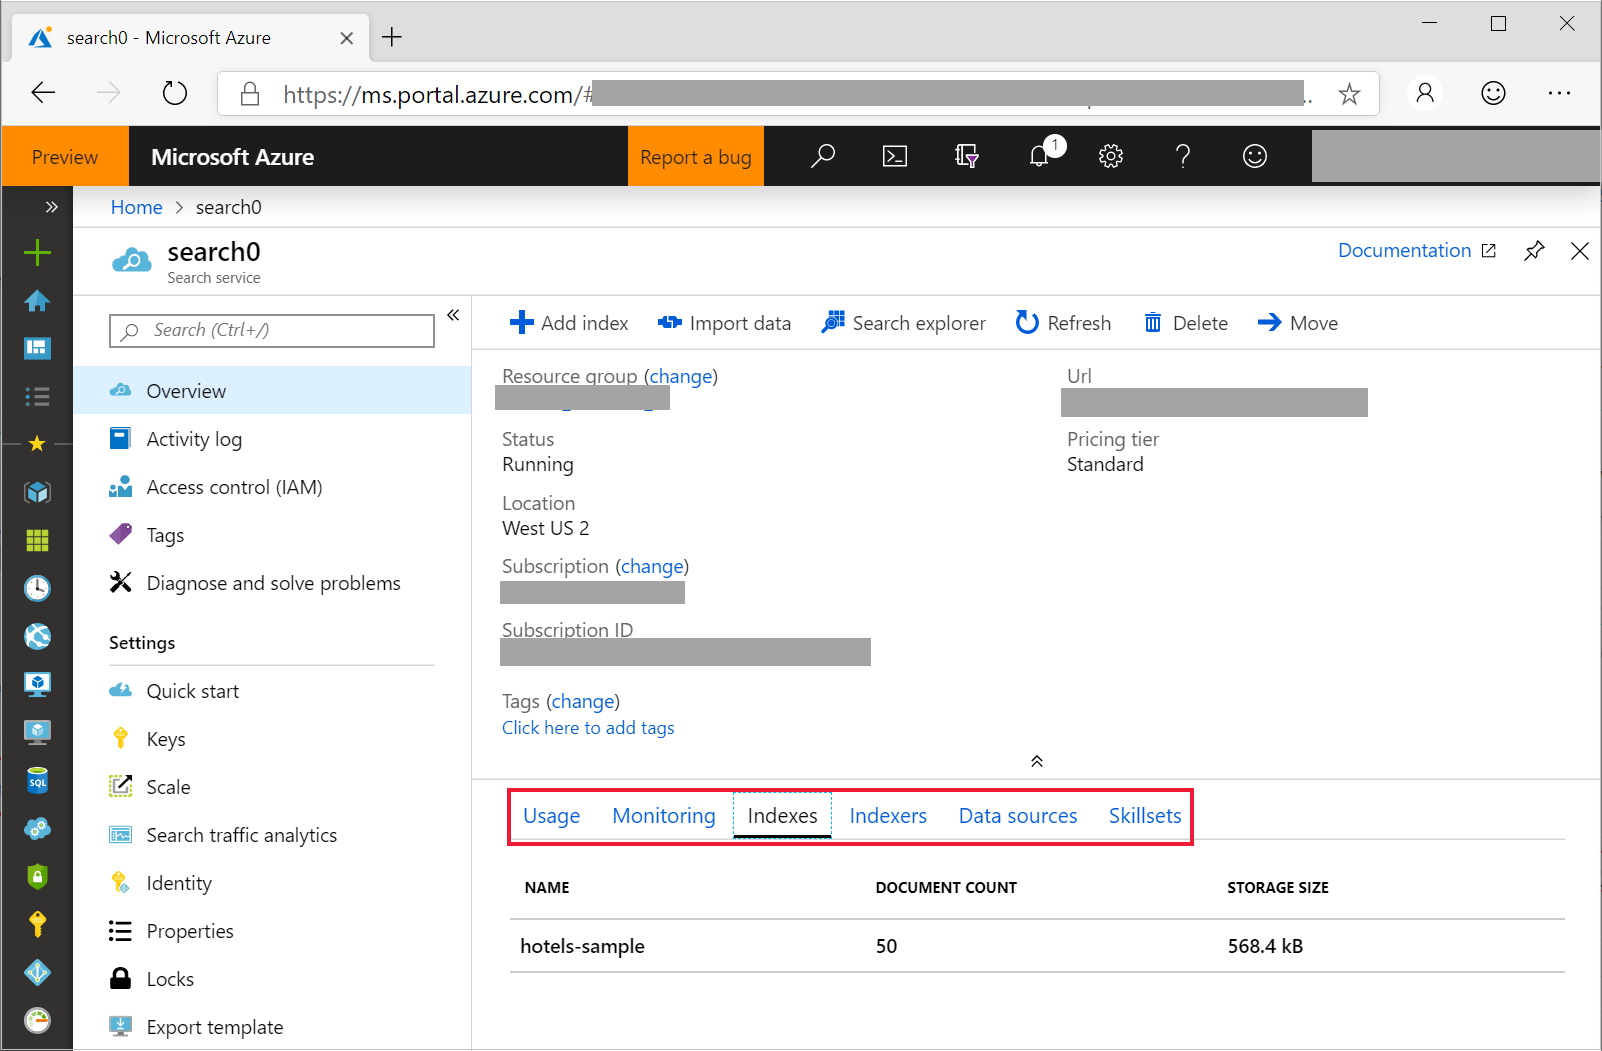 search0 - Microsoft Azure
https://ms.portal.azure.com/#
Preview
Microsoft Azure
Report a bug
1
Home > search0
search0
Search service
Documentation
Search (Ctrl+/)
Overview
Activity log
Access control (IAM)
Tags
Diagnose and solve problems
Settings
Quick start
Keys
Scale
Search traffic analytics
Identity
Properties
Locks
Export template
SQL
Add index
Import data
Search explorer
Refresh
Delete
Move
Resource group (change)
Url
Status
Running
Pricing tier
Standard
Location
West US 2
Subscription (change)
Subscription ID
Tags (change)
Click here to add tags
Usage Monitoring Indexes Indexers Data sources Skillsets
NAME DOCUMENT COUNT STORAGE SIZE
hotels-sample 50 568.4 kB